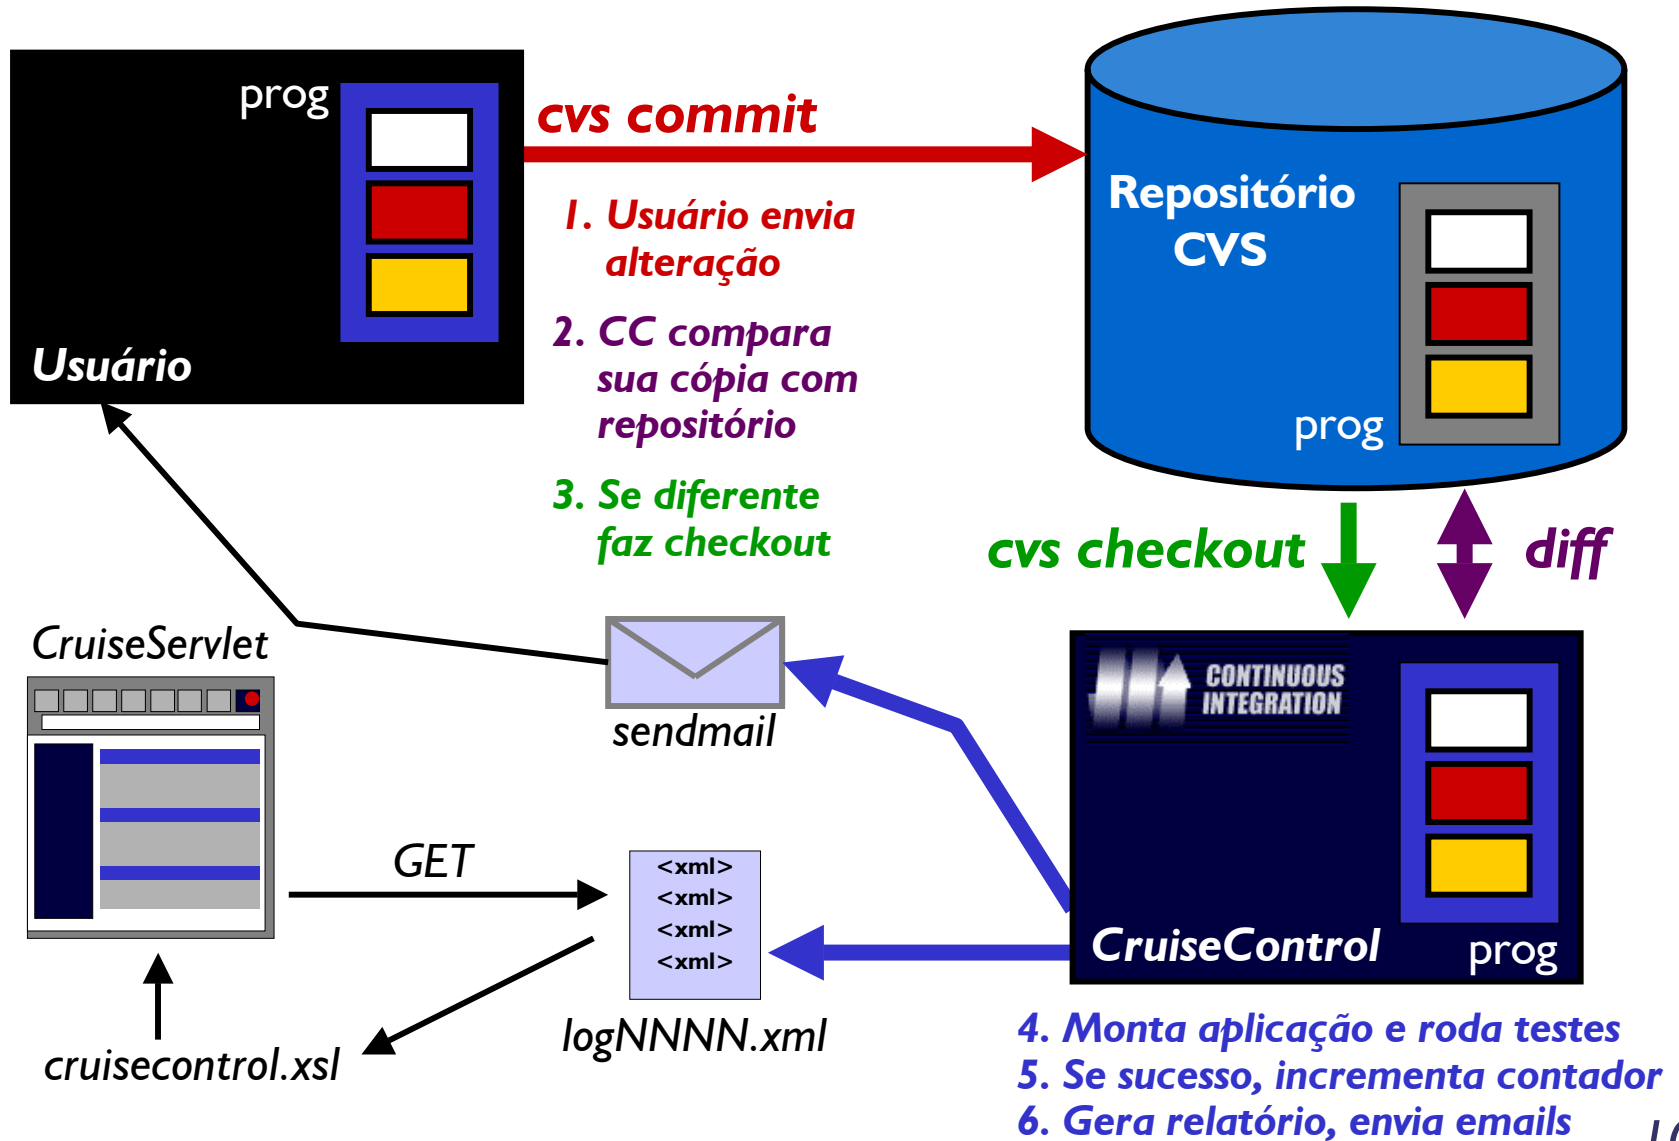 prog
cvs commit
Repositório
CVS
1. Usuário envia
alteração
2. CC compara
sua cópia com
repositório
Usuário
prog
3. Se diferente
faz checkout
cvs checkout
diff
CruiseServlet
sendmail
CONTINUOUS
INTEGRATION
GET
<xml>
<xml>
<xml>
<xml>
CruiseControl
prog
logNNNN.xml
cruisecontrol.xsl
4. Monta aplicação e roda testes
5. Se sucesso, incrementa contador
6. Gera relatório, envia emails